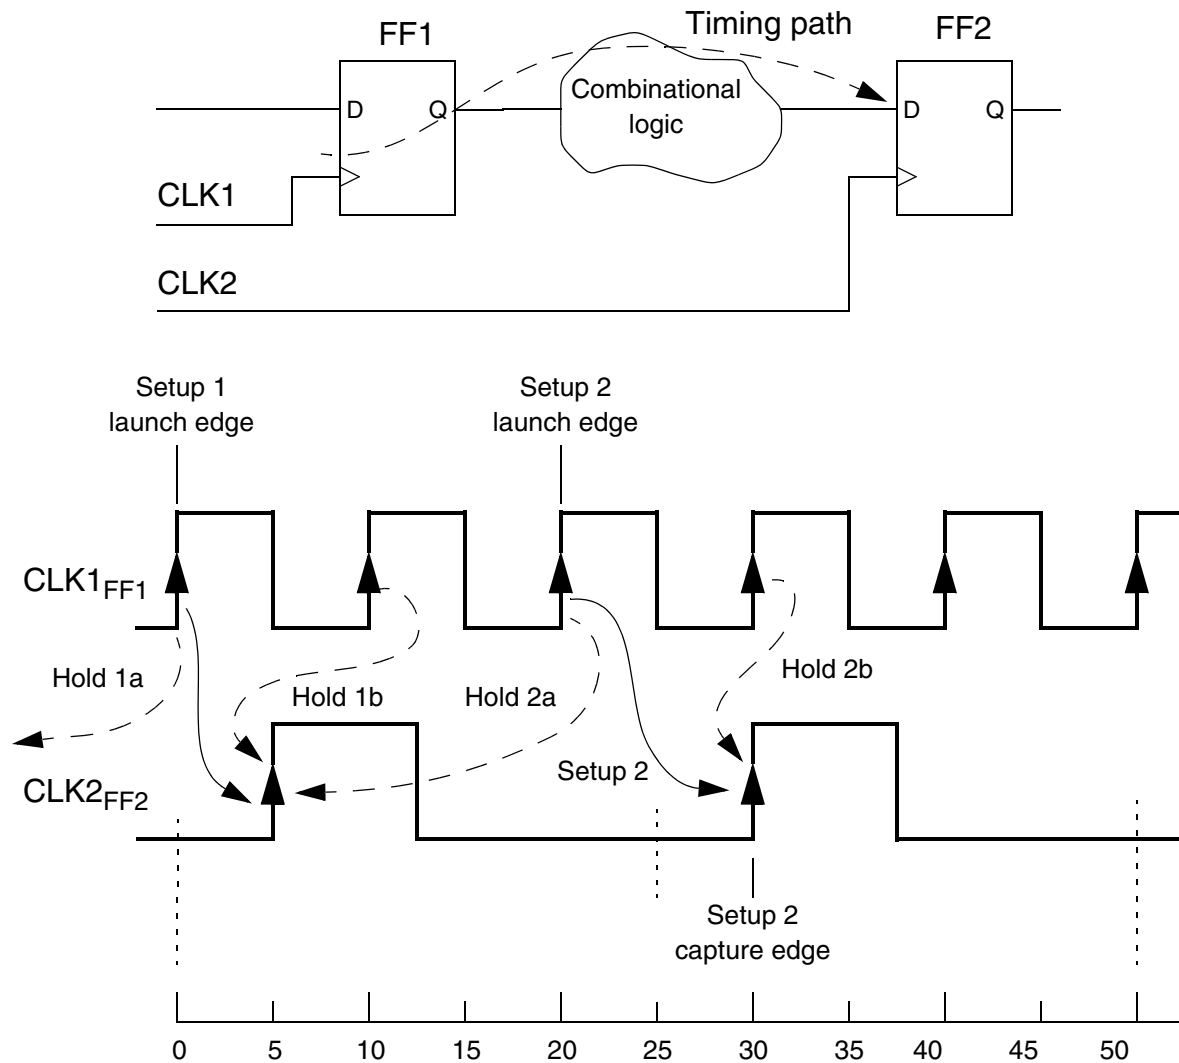 FF1
Timing path
FF2
D
Q
Combinational
logic
D
Q
CLK1
CLK2
Setup 1
launch edge
Setup 2
launch edge
CLK1FF1
Hold 1a
Hold 1b
Hold 2a
Hold 2b
Setup 2
CLK2FF2
Setup 2
capture edge
0 5 10 15 20 25 30 35 40 45 50